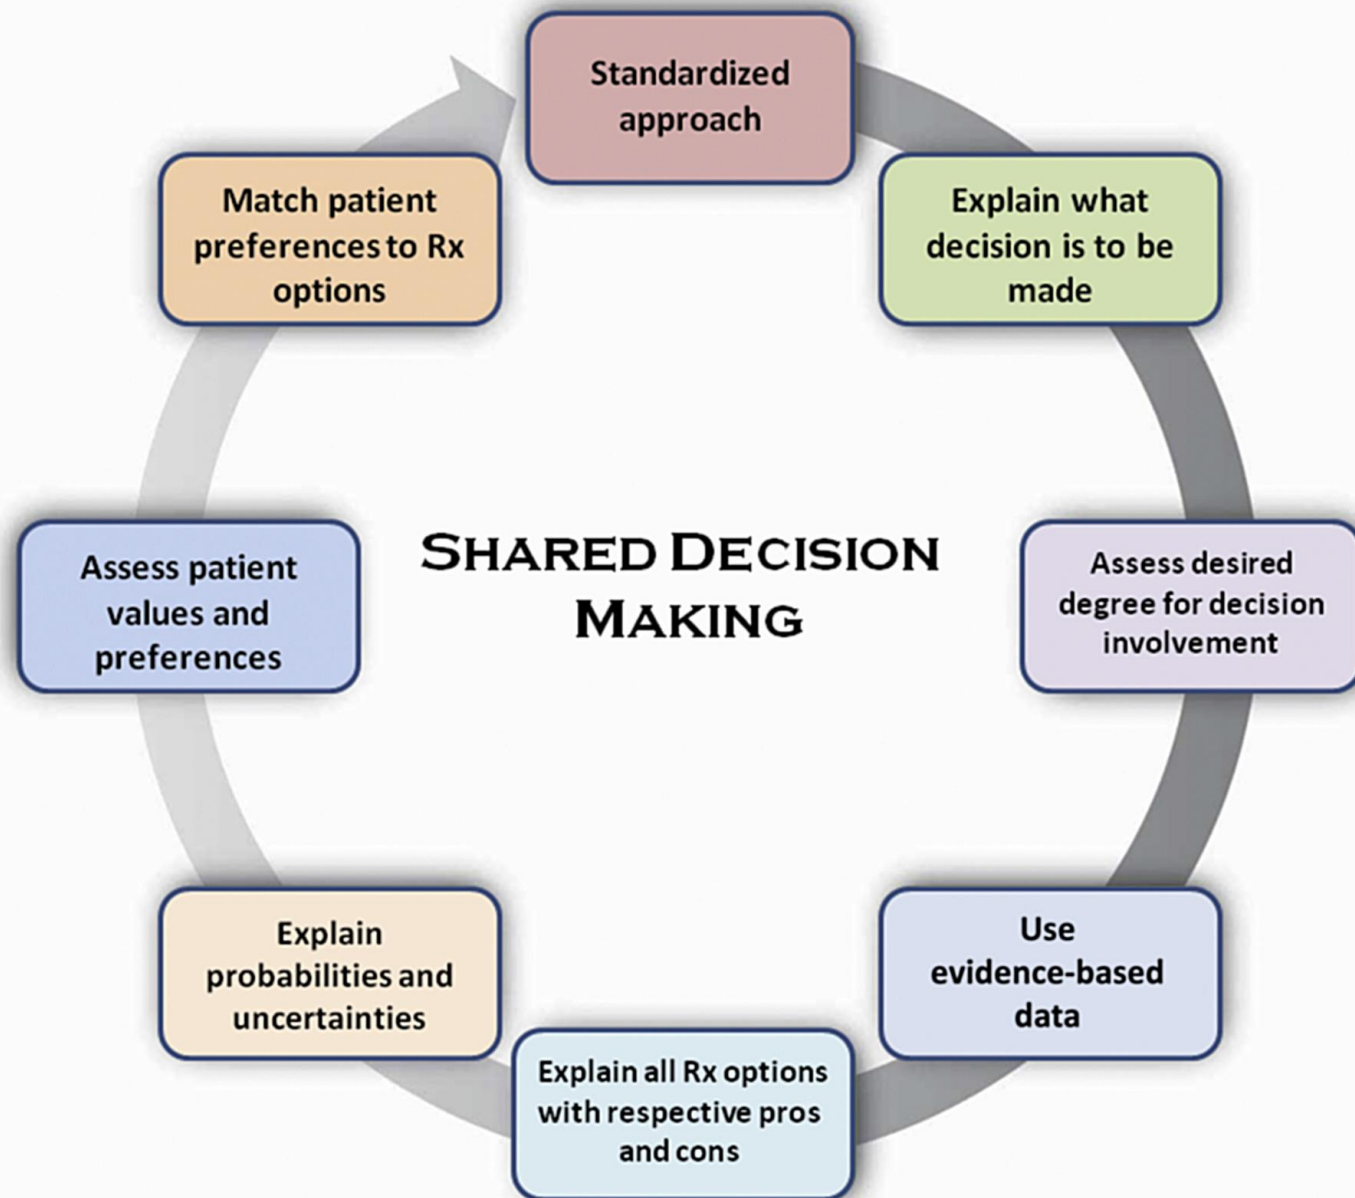 Standardized
approach
Explain what
decision is to be
made
Assess desired
degree for decision
involvement
Use
evidence-based
data
Explain all Rx options
with respective pros
and cons
Explain
probabilities and
uncertainties
Assess patient
values and
preferences
Match patient
preferences to Rx
options
SHARED DECISION
MAKING